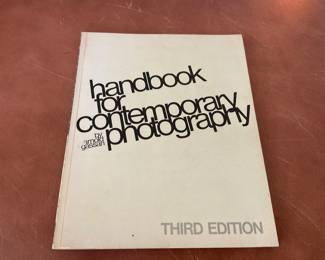 handbook
for
contemporary
photography
by
arnold
gassan
THIRD EDITION